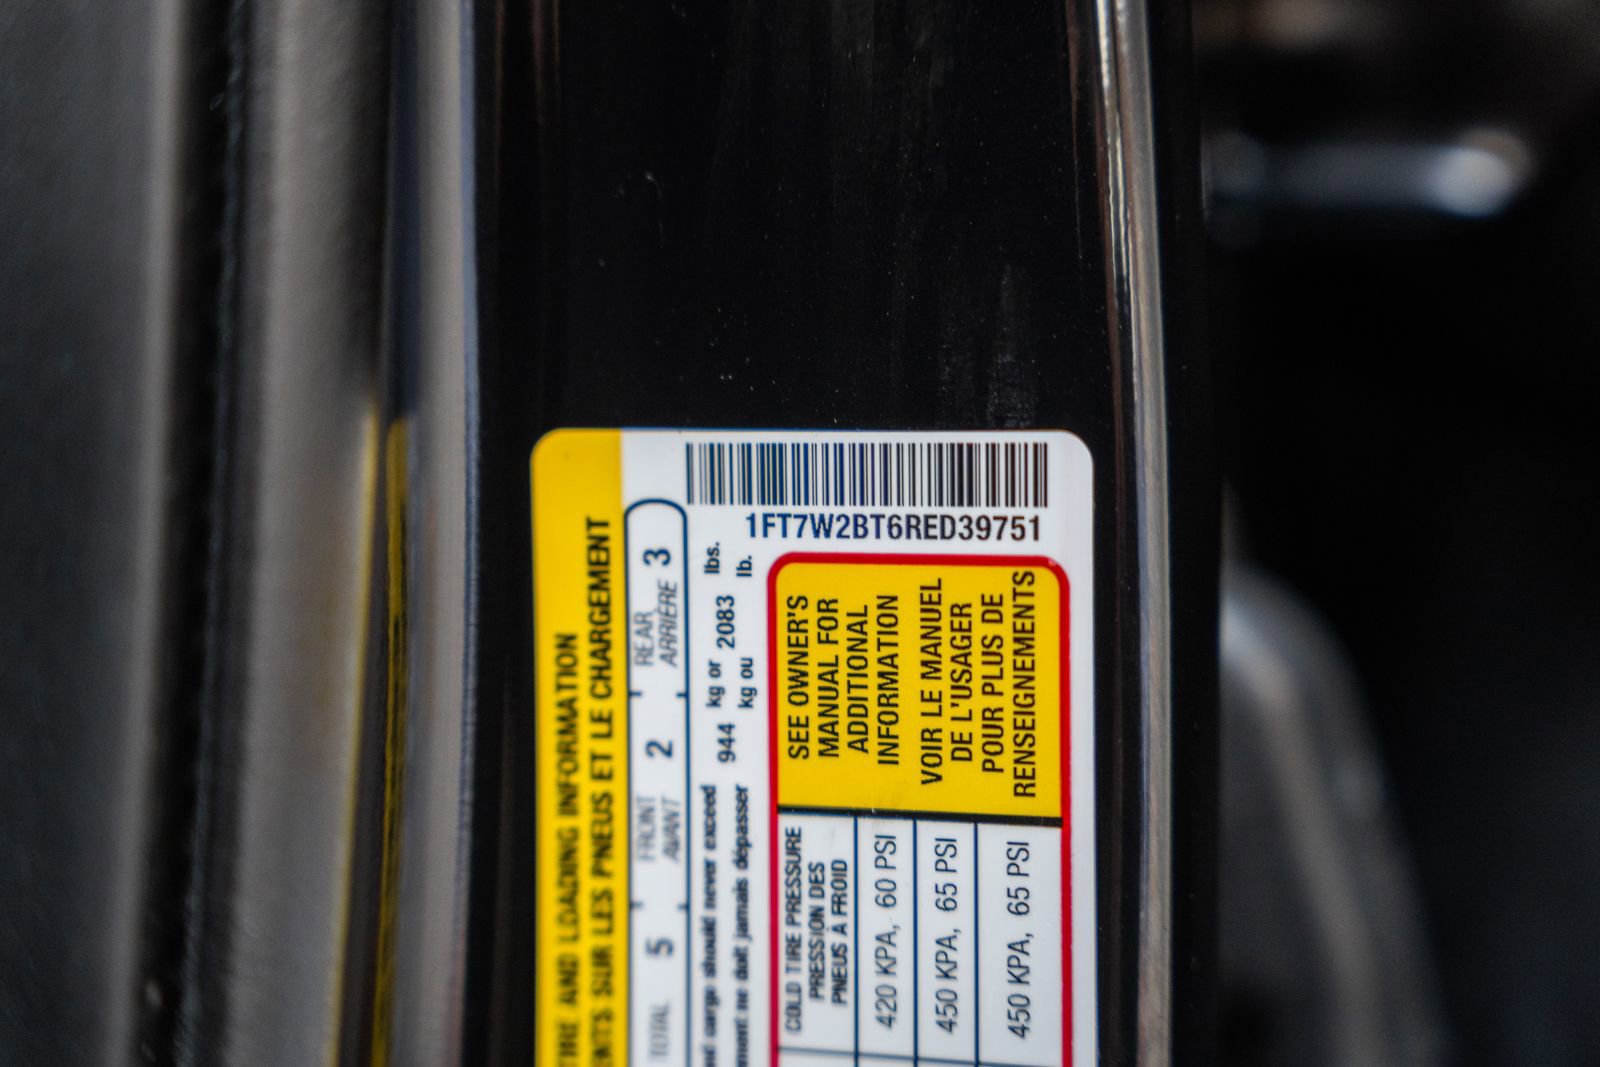 1FT7W2BT6RED39751
TIRE AND LOADING INFORMATION
SUR LES PNEUS ET LE CHARGEMENT
TOTAL 5 FRONT 2 REAR 3
AVANT ARRIÈRE
cargo should never exceed 944 kg or 2083 lbs.
ne doit jamais dépasser kg ou lb.
COLD TIRE PRESSURE
PRESSION DES
PNEUS À FROID
420 KPA, 60 PSI
450 KPA, 65 PSI
450 KPA, 65 PSI
SEE OWNER'S
MANUAL FOR
ADDITIONAL
INFORMATION
VOIR LE MANUEL
DE L'USAGER
POUR PLUS DE
RENSEIGNEMENTS